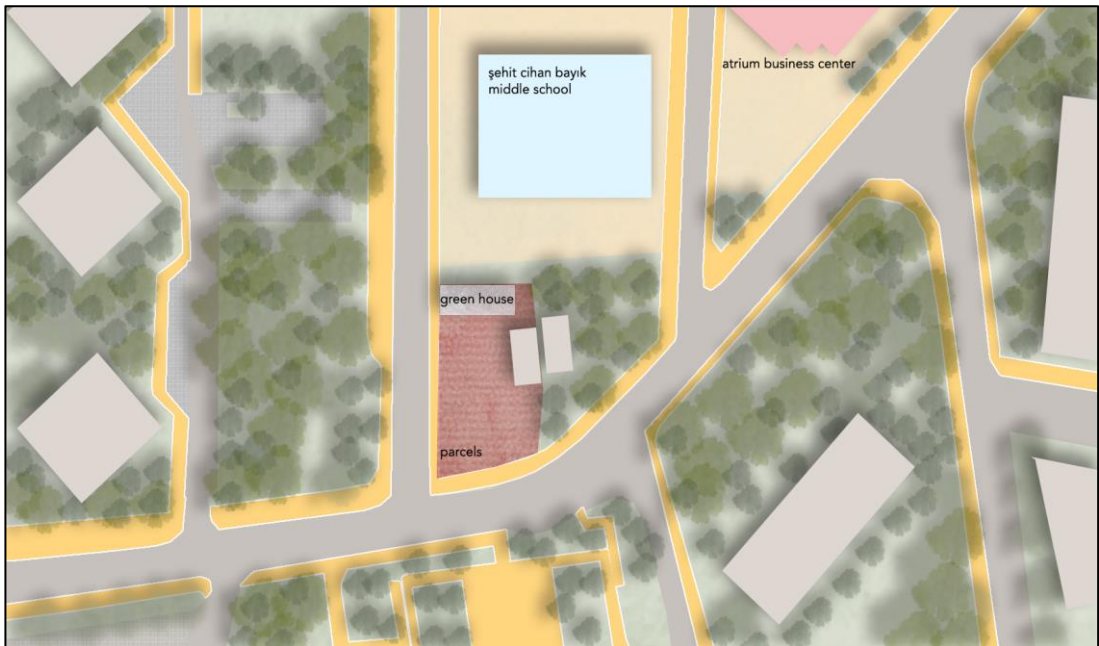 şehit cihan bayık
middle school
atrium business center
green house
parcels